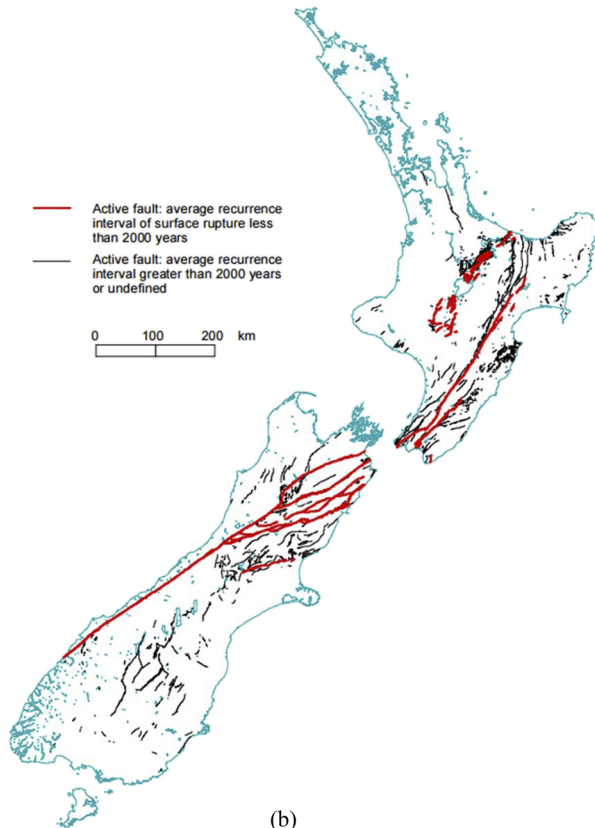 Active fault: average recurrence
interval of surface rupture less
than 2000 years
Active fault: average recurrence
interval greater than 2000 years
or undefined
0 100 200 km
(b)